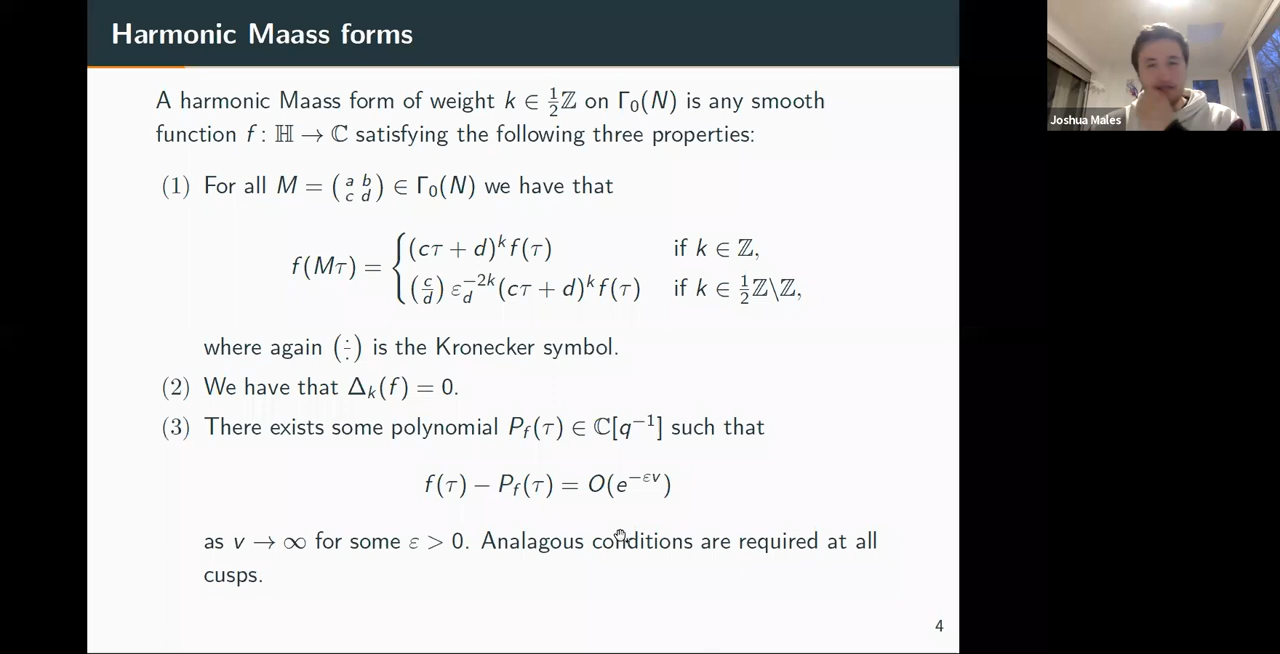 Harmonic Maass forms
A harmonic Maass form of weight k ∈ ½ℤ on Γ₀(N) is any smooth
function f : ℍ → ℂ satisfying the following three properties:
(1) For all M = (a b; c d) ∈ Γ₀(N) we have that
f(Mτ) = { (cτ + d)^k f(τ) if k ∈ ℤ,
(c/d) ε_d^{-2k} (cτ + d)^k f(τ) if k ∈ ½ℤ\ℤ,
where again (∶) is the Kronecker symbol.
(2) We have that Δ_k(f) = 0.
(3) There exists some polynomial P_f(τ) ∈ ℂ[q⁻¹] such that
f(τ) − P_f(τ) = O(e^{−εv})
as v → ∞ for some ε > 0. Analagous conditions are required at all
cusps.
4
Joshua Males